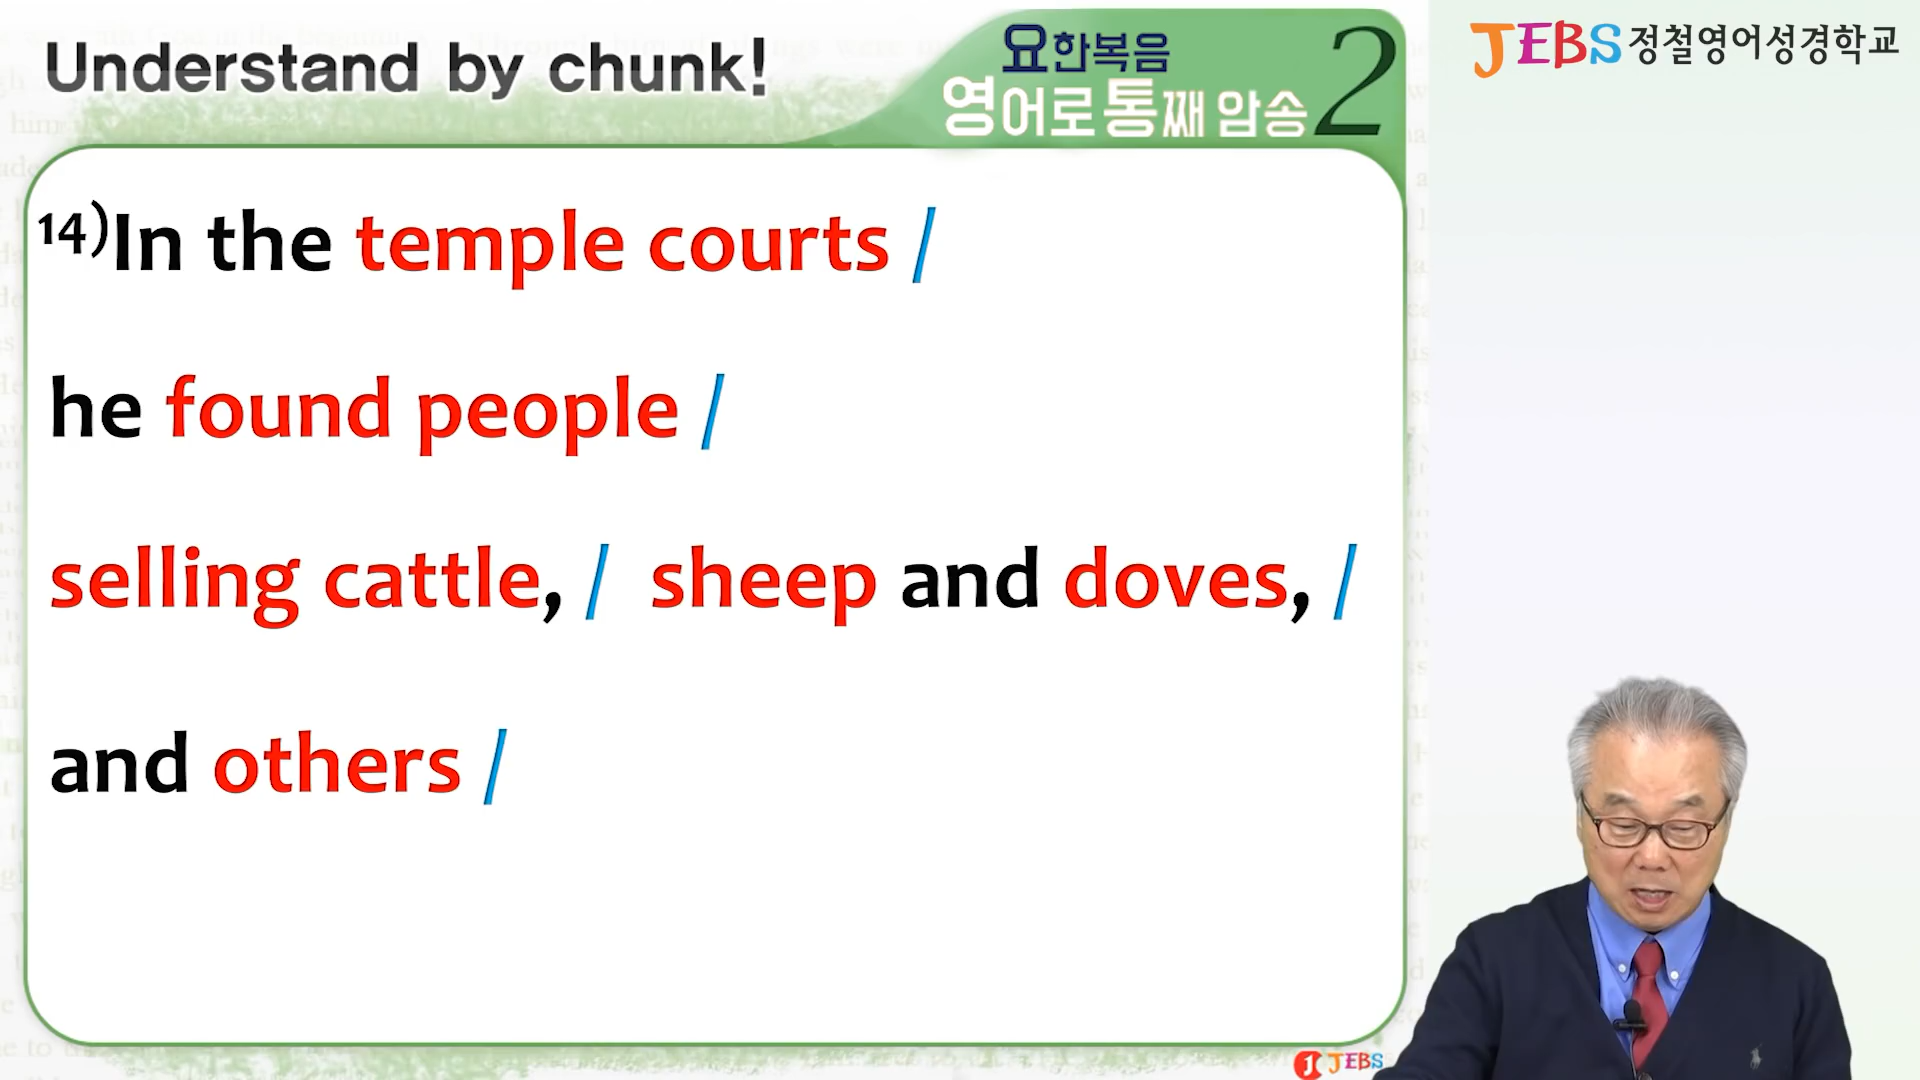 Understand by chunk!
요한복음
영어로 통째 암송 2
JEBS 정철영어성경학교
14)In the temple courts /
he found people /
selling cattle, / sheep and doves, /
and others /
JEBS